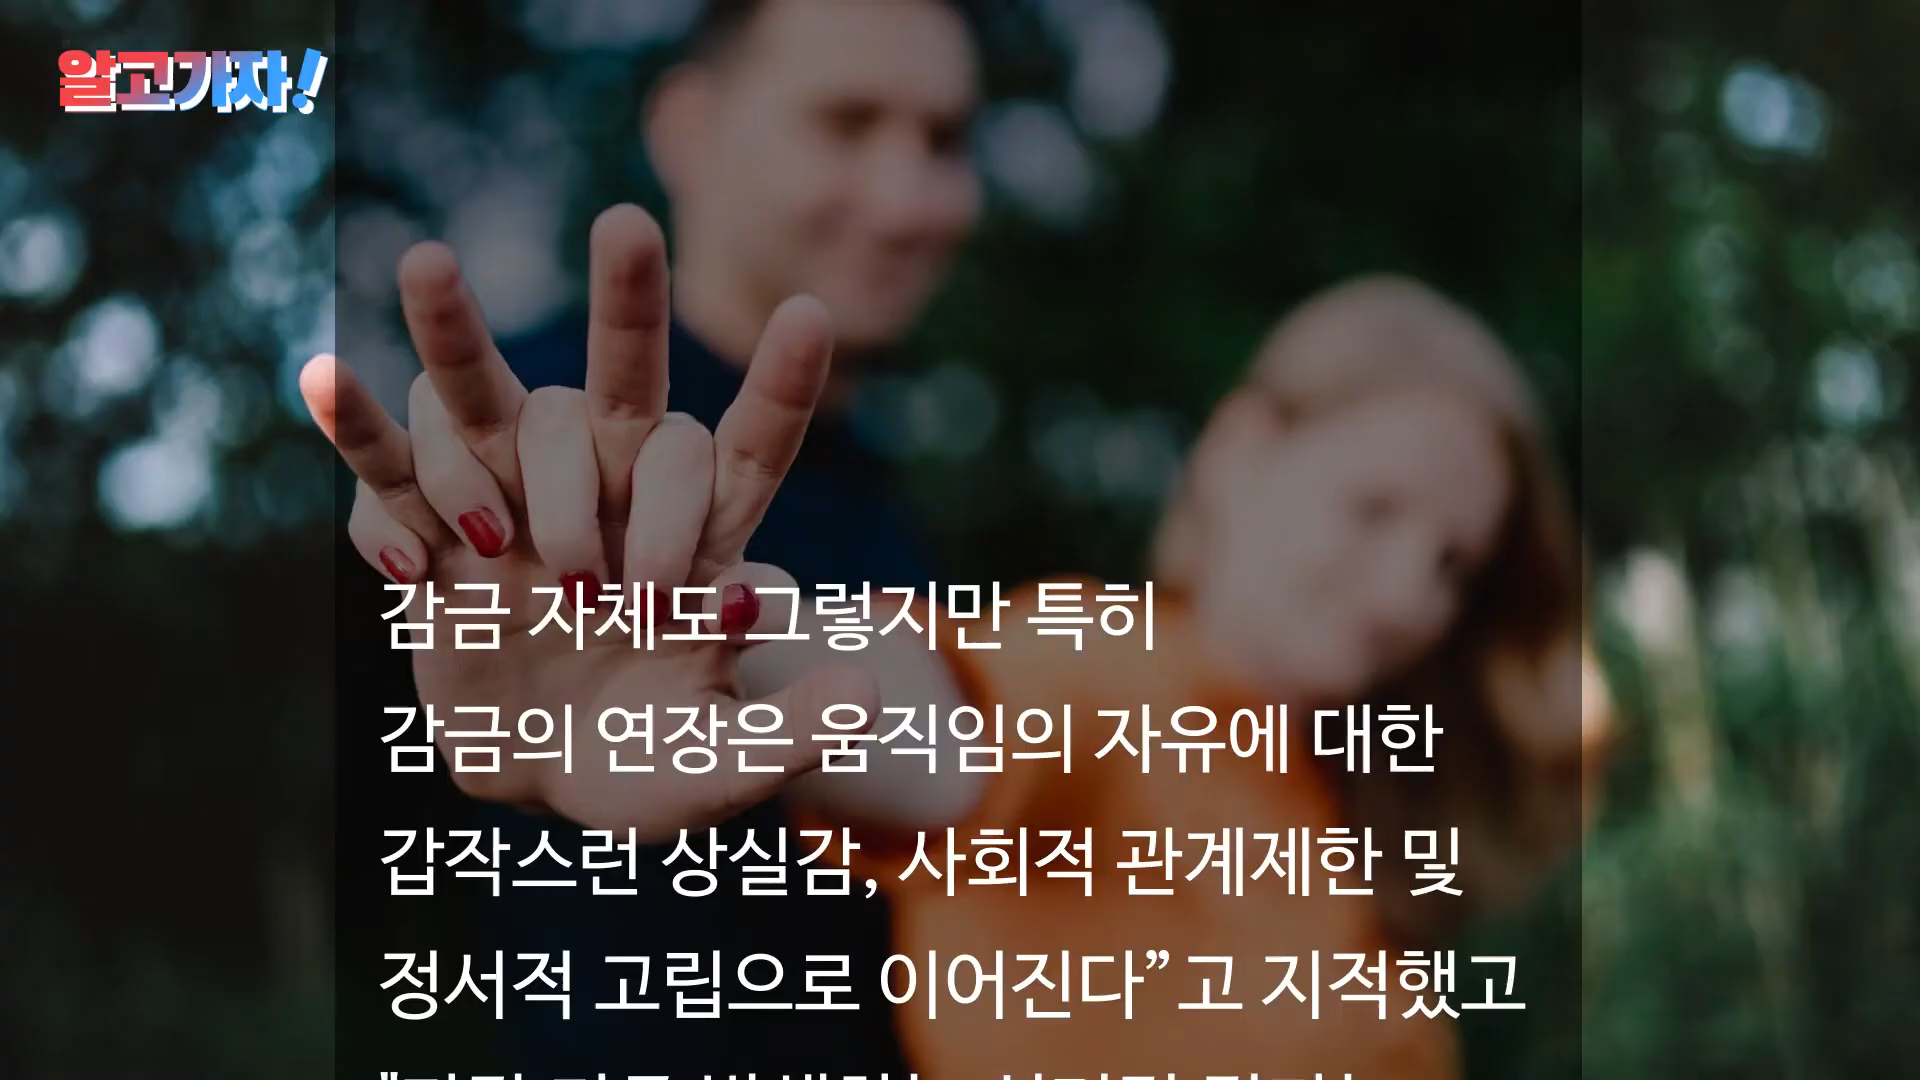 알고가자!
감금 자체도 그렇지만 특히
감금의 연장은 움직임의 자유에 대한
갑작스런 상실감, 사회적 관계제한 및
정서적 고립으로 이어진다”고 지적했고